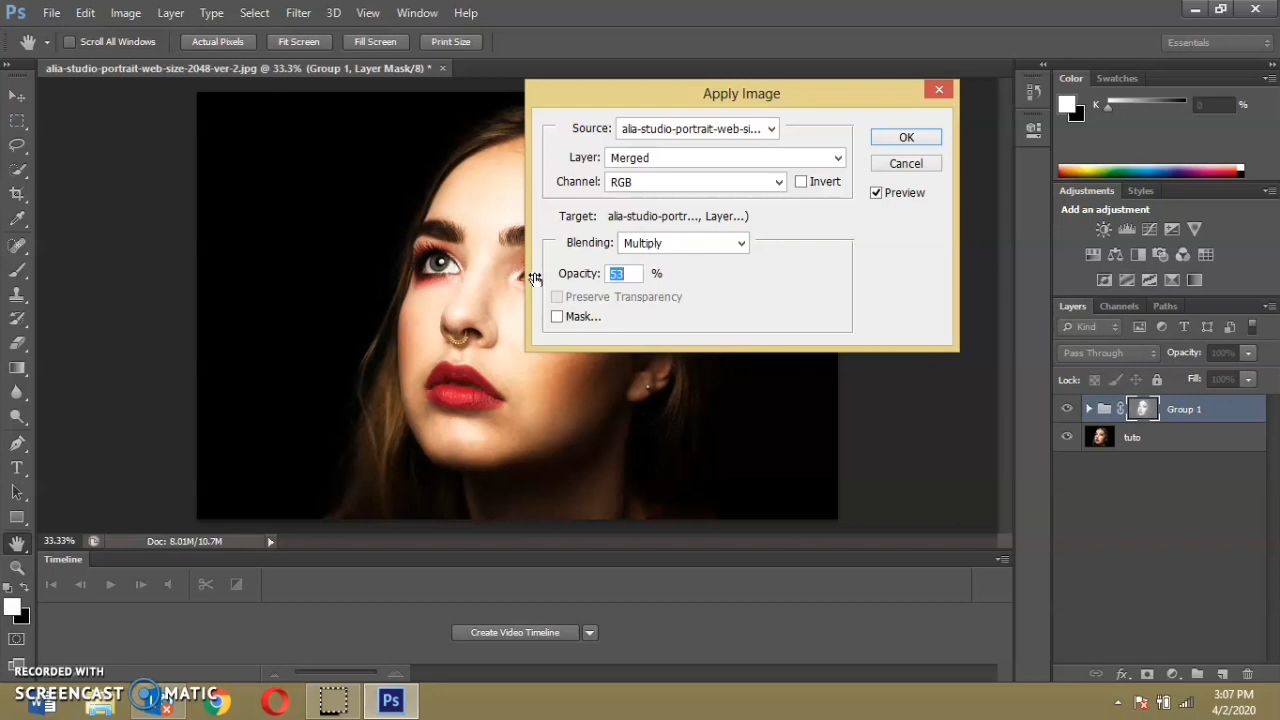 Ps File Edit Image Layer Type Select Filter 3D View Window Help
Scroll All Windows Actual Pixels Fit Screen Fill Screen Print Size Essentials
alia-studio-portrait-web-size-2048-ver-2.jpg @ 33.3% (Group 1, Layer Mask/8) * ×
Apply Image
Source: alia-studio-portrait-web-si...
OK
Layer: Merged
Cancel
Channel: RGB Invert
Preview
Target: alia-studio-portr..., Layer...)
Blending: Multiply
Opacity: 53 %
Preserve Transparency
Mask...
Color Swatches
K 0 %
Adjustments Styles
Add an adjustment
Layers Channels Paths
Kind
Pass Through Opacity: 100%
Lock: Fill: 100%
Group 1
tuto
33.33% Doc: 8.01M/10.7M
Timeline
Create Video Timeline
RECORDED WITH
SCREENCAST MATIC
Ps
3:07 PM
4/2/2020